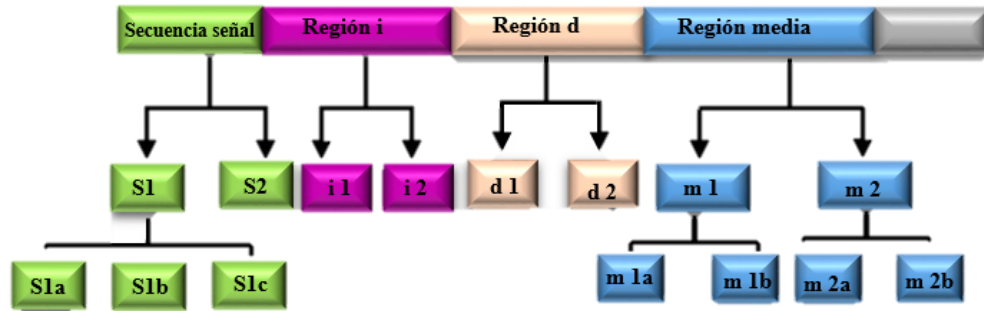 Secuencia señal Región i Región d Región media
S1 S2 i 1 i 2 d 1 d 2 m 1 m 2
S1a S1b S1c m 1a m 1b m 2a m 2b